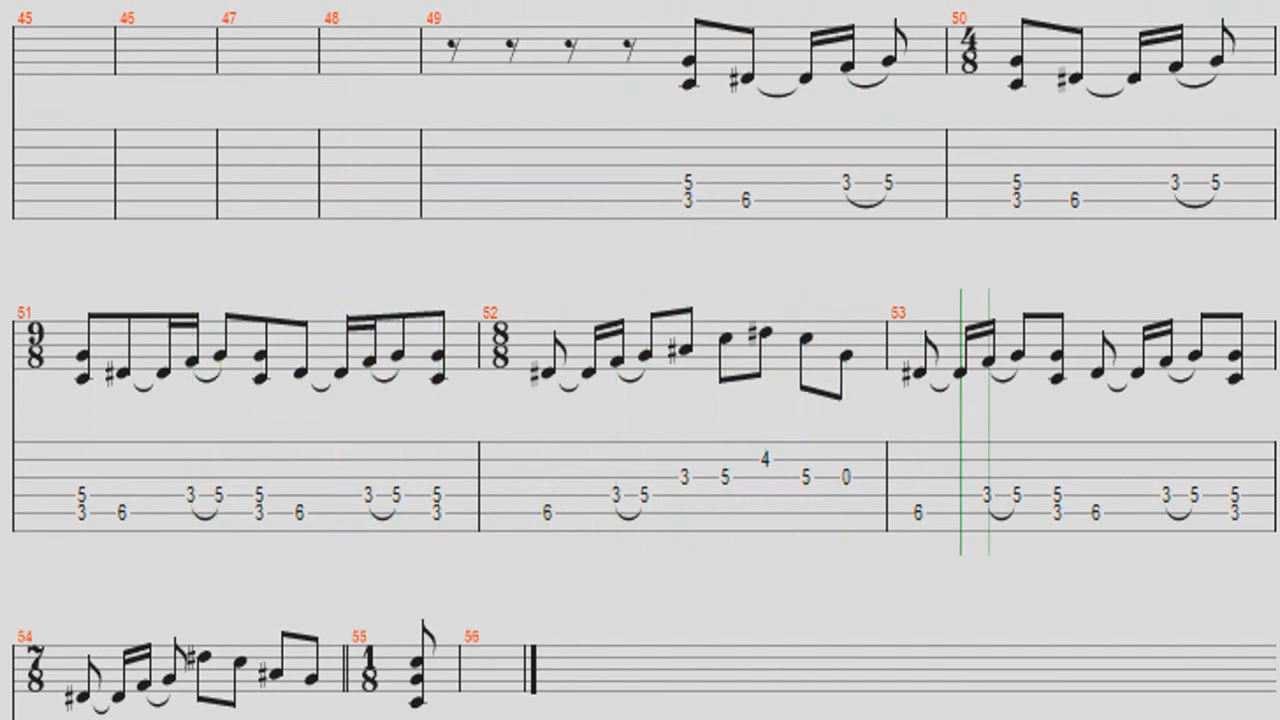 45 46 47 48 49 50
4
8
5 3 5 5 3 5
3 6 3 6
51 52 53
9 8
8 8
4
3 5 5 0
5 3 5 5 3 5 5 3 5 3 5 5 3 5 5
3 6 3 6 3 6 6 3 6 3
54 55 56
7 1
8 8